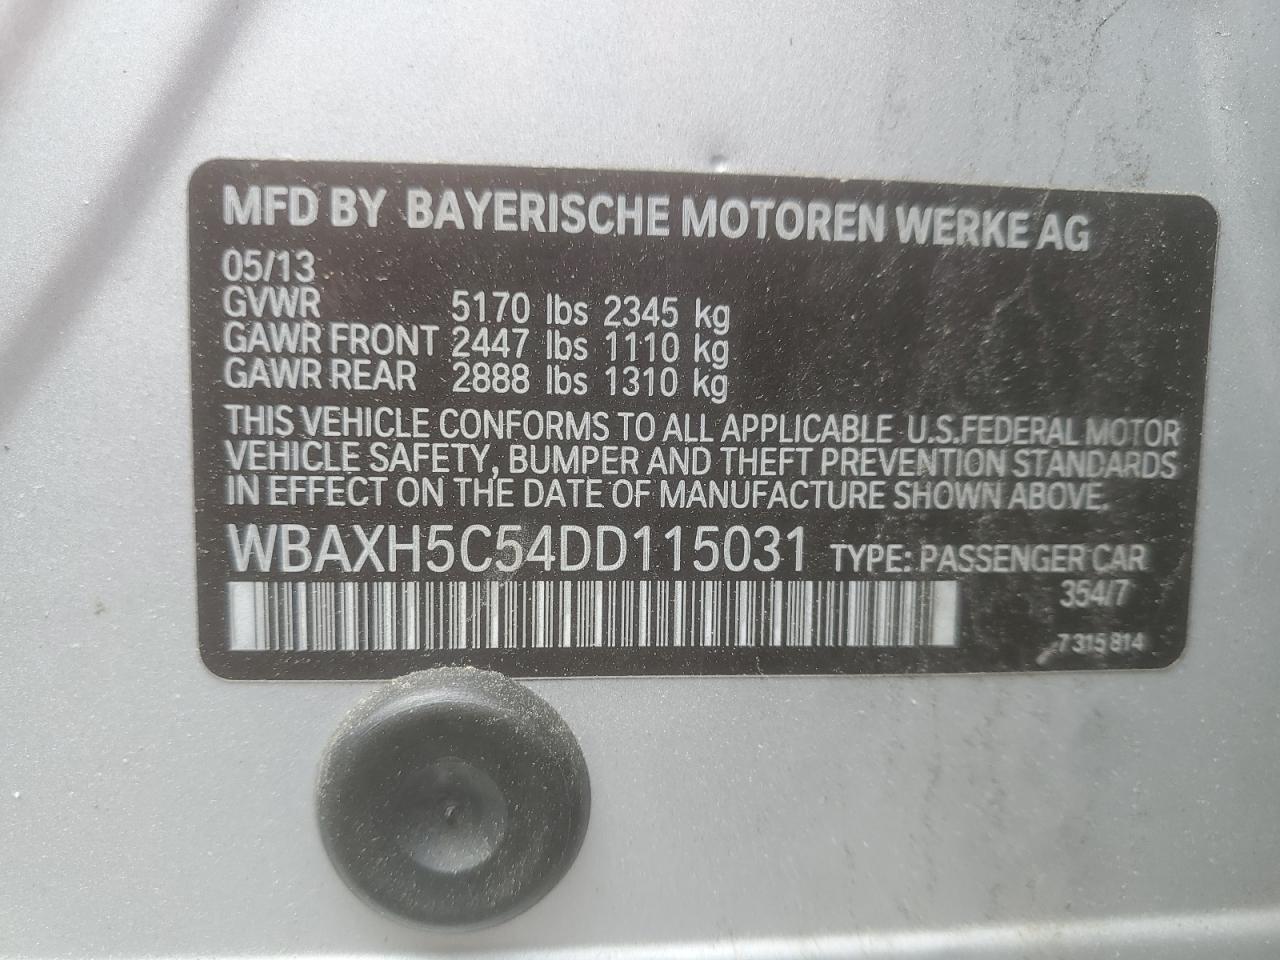 MFD BY BAYERISCHE MOTOREN WERKE AG
05/13
GVWR 5170 lbs 2345 kg
GAWR FRONT 2447 lbs 1110 kg
GAWR REAR 2888 lbs 1310 kg
THIS VEHICLE CONFORMS TO ALL APPLICABLE U.S.FEDERAL MOTOR
VEHICLE SAFETY, BUMPER AND THEFT PREVENTION STANDARDS
IN EFFECT ON THE DATE OF MANUFACTURE SHOWN ABOVE.
WBAXH5C54DD115031 TYPE: PASSENGER CAR
354/7
7 315 814